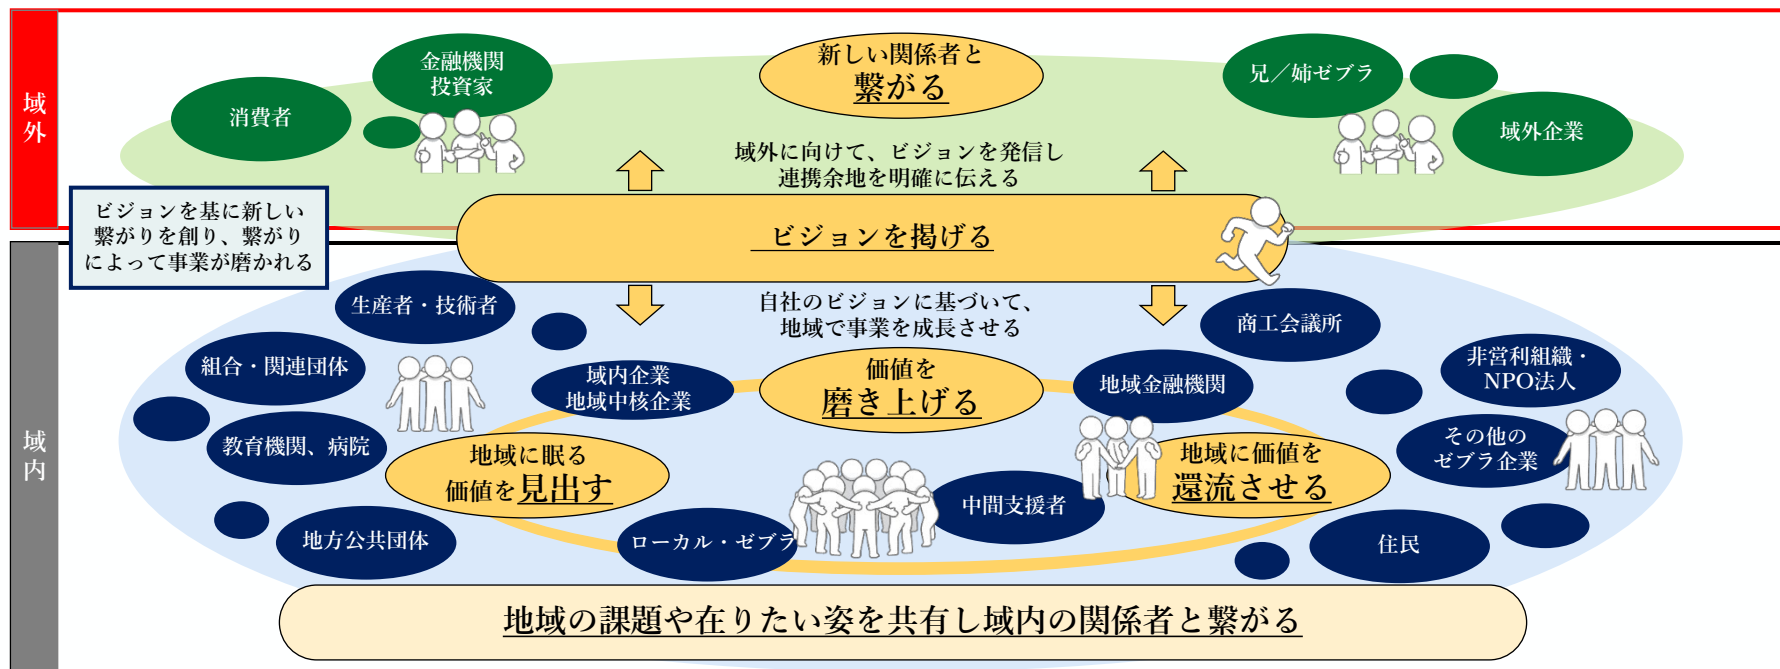 域外
消費者
金融機関
投資家
新しい関係者と
繋がる
兄／姉ゼブラ
域外企業
域外に向けて、ビジョンを発信し
連携余地を明確に伝える
ビジョンを基に新しい
繋がりを創り、繋がり
によって事業が磨かれる
ビジョンを掲げる
域内
自社のビジョンに基づいて、
地域で事業を成長させる
生産者・技術者
組合・関連団体
教育機関、病院
地方公共団体
域内企業
地域中核企業
価値を
磨き上げる
地域金融機関
商工会議所
非営利組織・
NPO法人
その他の
ゼブラ企業
地域に眠る
価値を見出す
地域に価値を
還流させる
中間支援者
ローカル・ゼブラ
住民
地域の課題や在りたい姿を共有し域内の関係者と繋がる